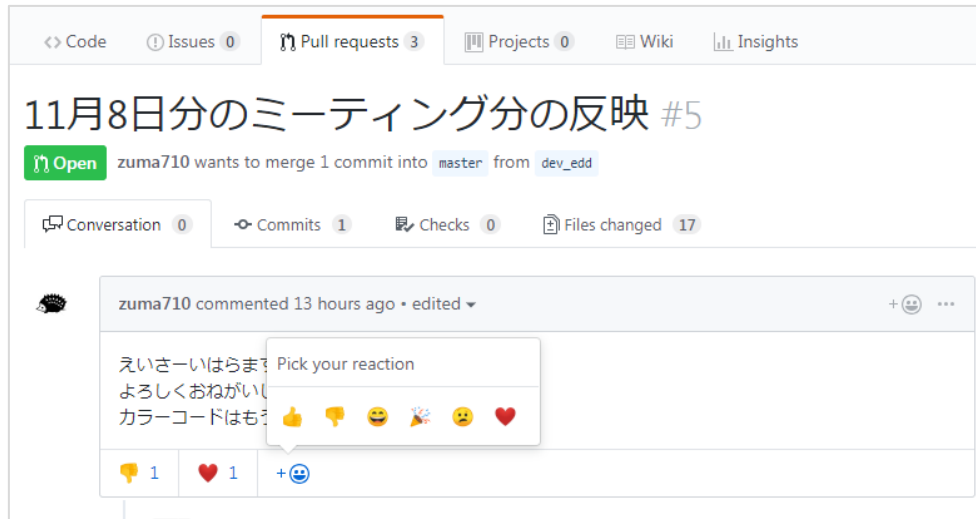 Code Issues 0 Pull requests 3 Projects 0 Wiki Insights
11月8日分のミーティング分の反映 #5
Open zuma710 wants to merge 1 commit into master from dev_edd
Conversation 0 Commits 1 Checks 0 Files changed 17
zuma710 commented 13 hours ago • edited
えいさーいはらます
Pick your reaction
よろしくおねがいし
カラーコードはもう
1 1